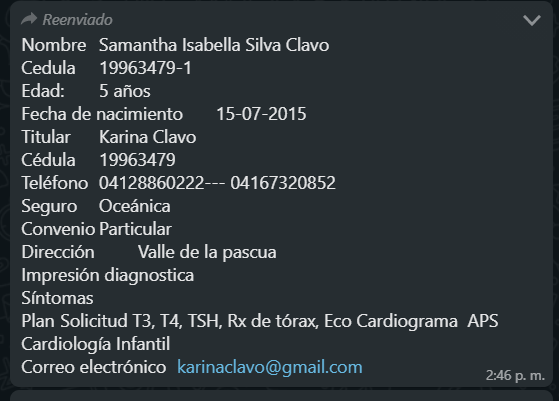 Reenviado
Nombre Samantha Isabella Silva Clavo
Cedula 19963479-1
Edad: 5 años
Fecha de nacimiento 15-07-2015
Titular Karina Clavo
Cédula 19963479
Teléfono 04128860222--- 04167320852
Seguro Oceánica
Convenio Particular
Dirección Valle de la pascua
Impresión diagnostica
Síntomas
Plan Solicitud T3, T4, TSH, Rx de tórax, Eco Cardiograma APS
Cardiología Infantil
Correo electrónico karinaclavo@gmail.com
2:46 p. m.